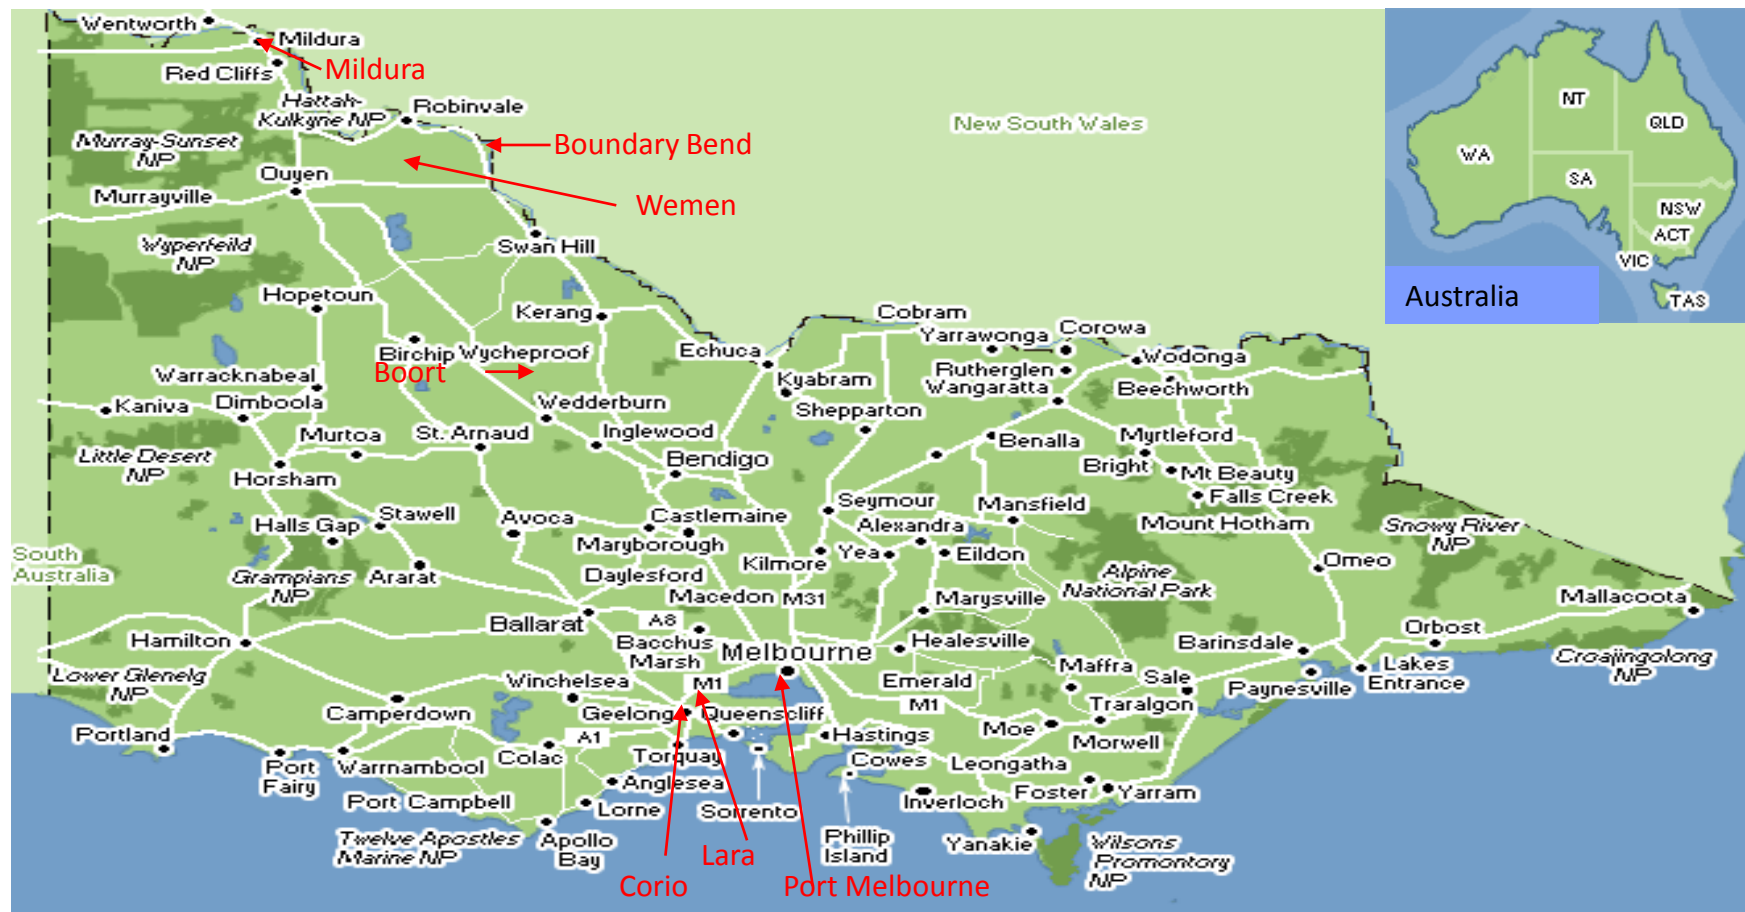 Wentworth
Mildura
Mildura
Red Cliffs
Hattah-
Kulkyne NP
Robinvale
New South Wales
Murray-Sunset
NP
Boundary Bend
Ouyen
Murrayville
Wemen
Wyperfeild
NP
Swan Hill
Hopetoun
Kerang
Cobram
Yarrawonga
Corowa
Birchip
Wycheproof
Echuca
Wodonga
Boort
Warracknabeal
Kyabram
Rutherglen
Wangaratta
Beechworth
Kaniva
Dimboola
Wedderburn
Shepparton
Murtoa
St. Arnaud
Inglewood
Benalla
Myrtleford
Little Desert
NP
Horsham
Bendigo
Bright
Mt Beauty
Falls Creek
Stawell
Halls Gap
Avoca
Castlemaine
Maryborough
Seymour
Mansfield
Alexandra
Mount Hotham
Snowy River
NP
South
Australia
Grampians
NP
Ararat
Daylesford
Kilmore
Yea
Eildon
Alpine
National Park
Omeo
Macedon
M31
Marysville
Mallacoota
Hamilton
Ballarat
A8
Bacchus
Marsh
Melbourne
Healesville
Barinsdale
Orbost
Croajingolong
NP
Lower Glenelg
NP
Winchelsea
M1
Emerald
Maffra
Sale
Lakes
Entrance
Paynesville
Camperdown
Geelong
Queenscliff
M1
Traralgon
Portland
A1
Moe
Morwell
Port
Fairy
Warrnambool
Colac
Torquay
Hastings
Cowes
Leongatha
Port Campbell
Anglesea
Lorne
Sorrento
Inverloch
Foster
Yarram
Twelve Apostles
Marine NP
Apollo
Bay
Phillip
Island
Yanakie
Wilsons
Promontory
NP
Lara
Corio
Port Melbourne
NT
QLD
WA
SA
NSW
ACT
VIC
TAS
Australia